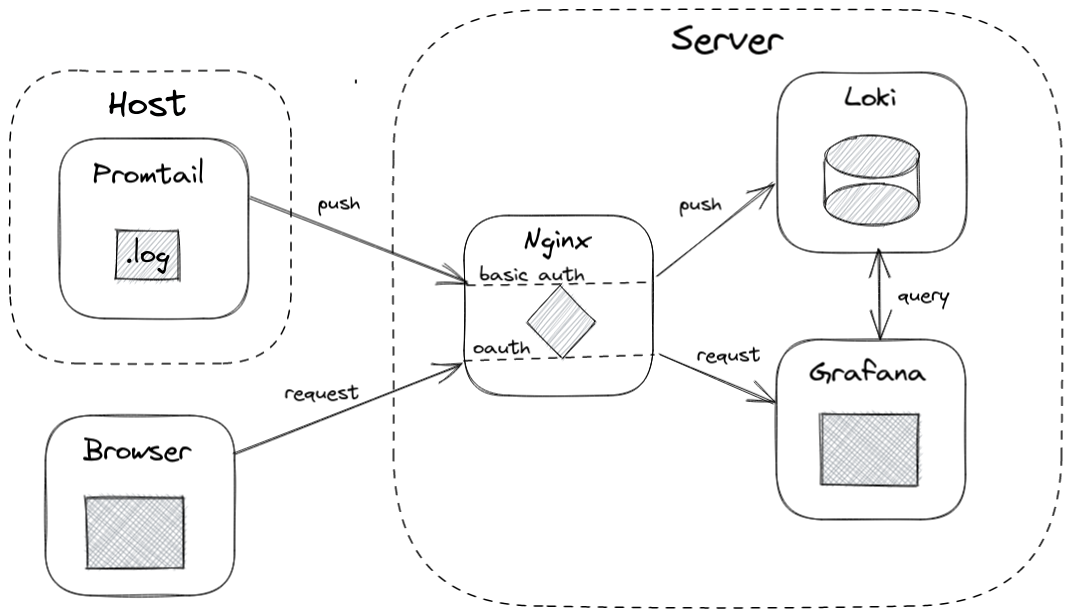 Server
Host
Loki
Promtail
.log
push
push
Nginx
basic auth
query
oauth
requst
Grafana
request
Browser